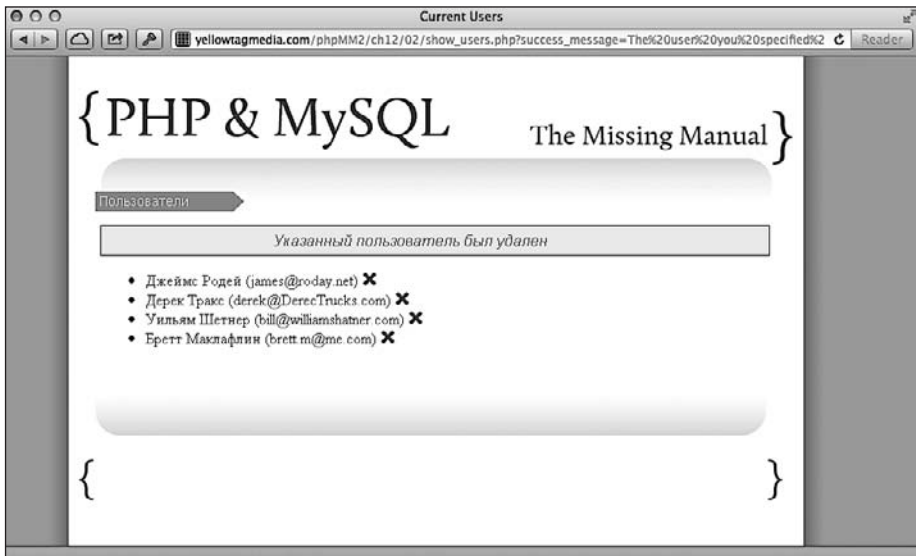 Current Users
yellowtagmedia.com/phpMM2/ch12/02/show_users.php?success_message=The%20user%20you%20specified%2
Reader
{PHP & MySQL
The Missing Manual}
Пользователи
Указанный пользователь был удален
• Джеймс Родей (james@roday.net) ✖
• Дерек Тракс (derek@DerecTrucks.com) ✖
• Уильям Шетнер (bill@williamshatner.com) ✖
• Бретт Маклафлин (brett.m@me.com) ✖
{ }